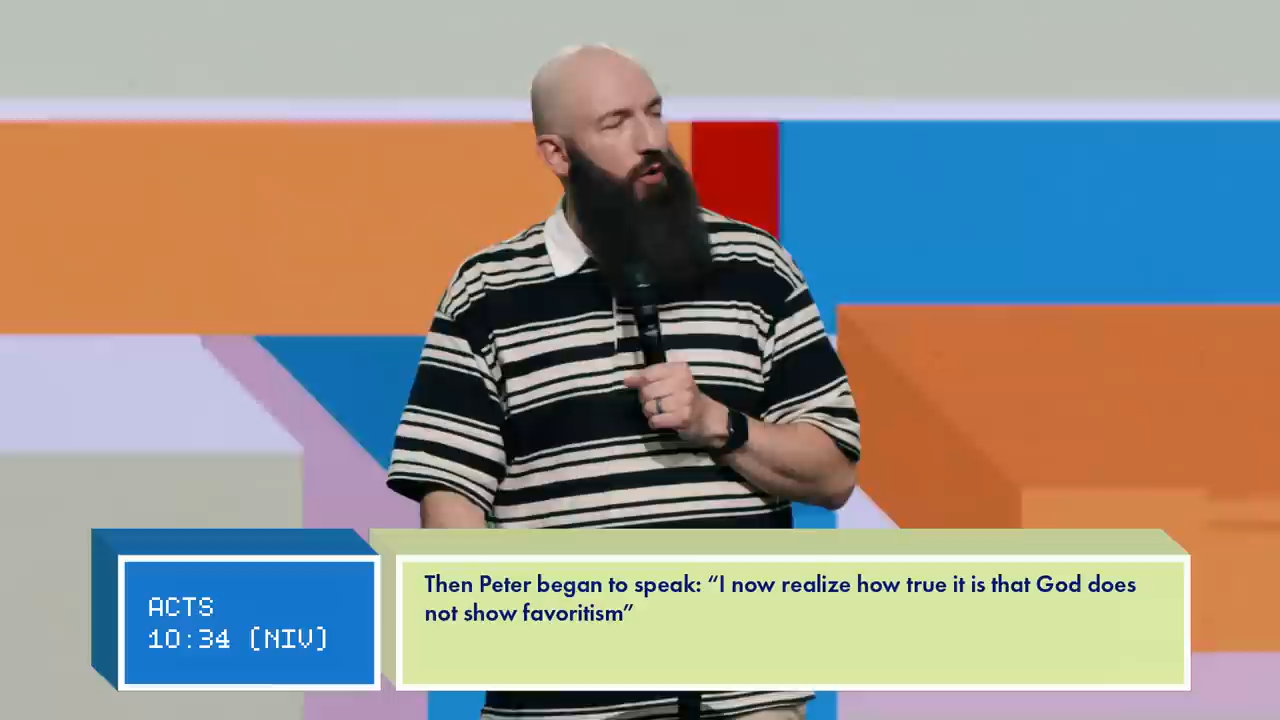 ACTS
10:34 [NIV]
Then Peter began to speak: “I now realize how true it is that God does
not show favoritism”